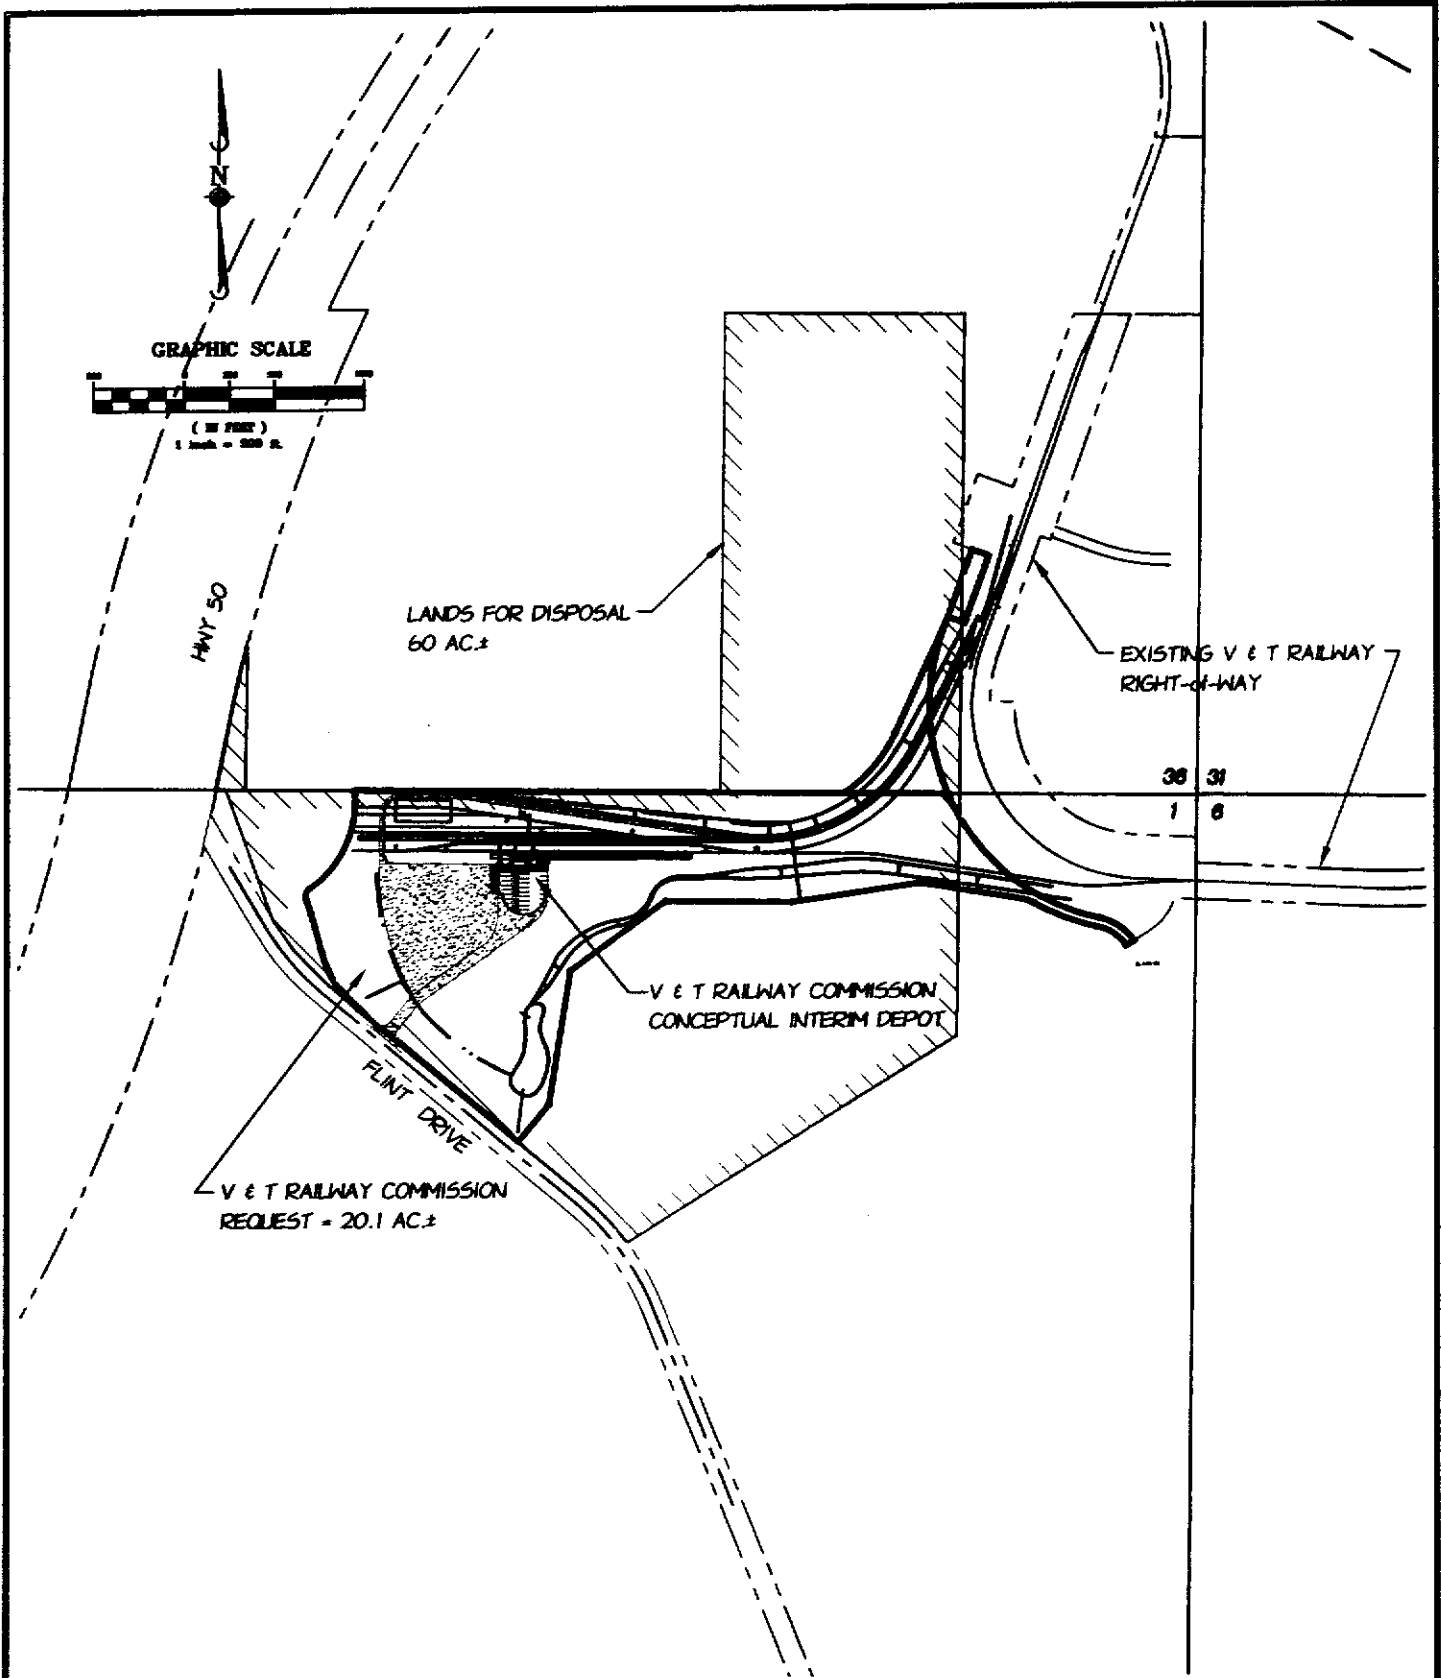 N
GRAPHIC SCALE
( IN FEET )
HWY 50
LANDS FOR DISPOSAL
60 AC.±
EXISTING V & T RAILWAY
RIGHT-of-WAY
36 31
1 6
V & T RAILWAY COMMISSION
CONCEPTUAL INTERIM DEPOT
FLINT DRIVE
V & T RAILWAY COMMISSION
REQUEST = 20.1 AC.±